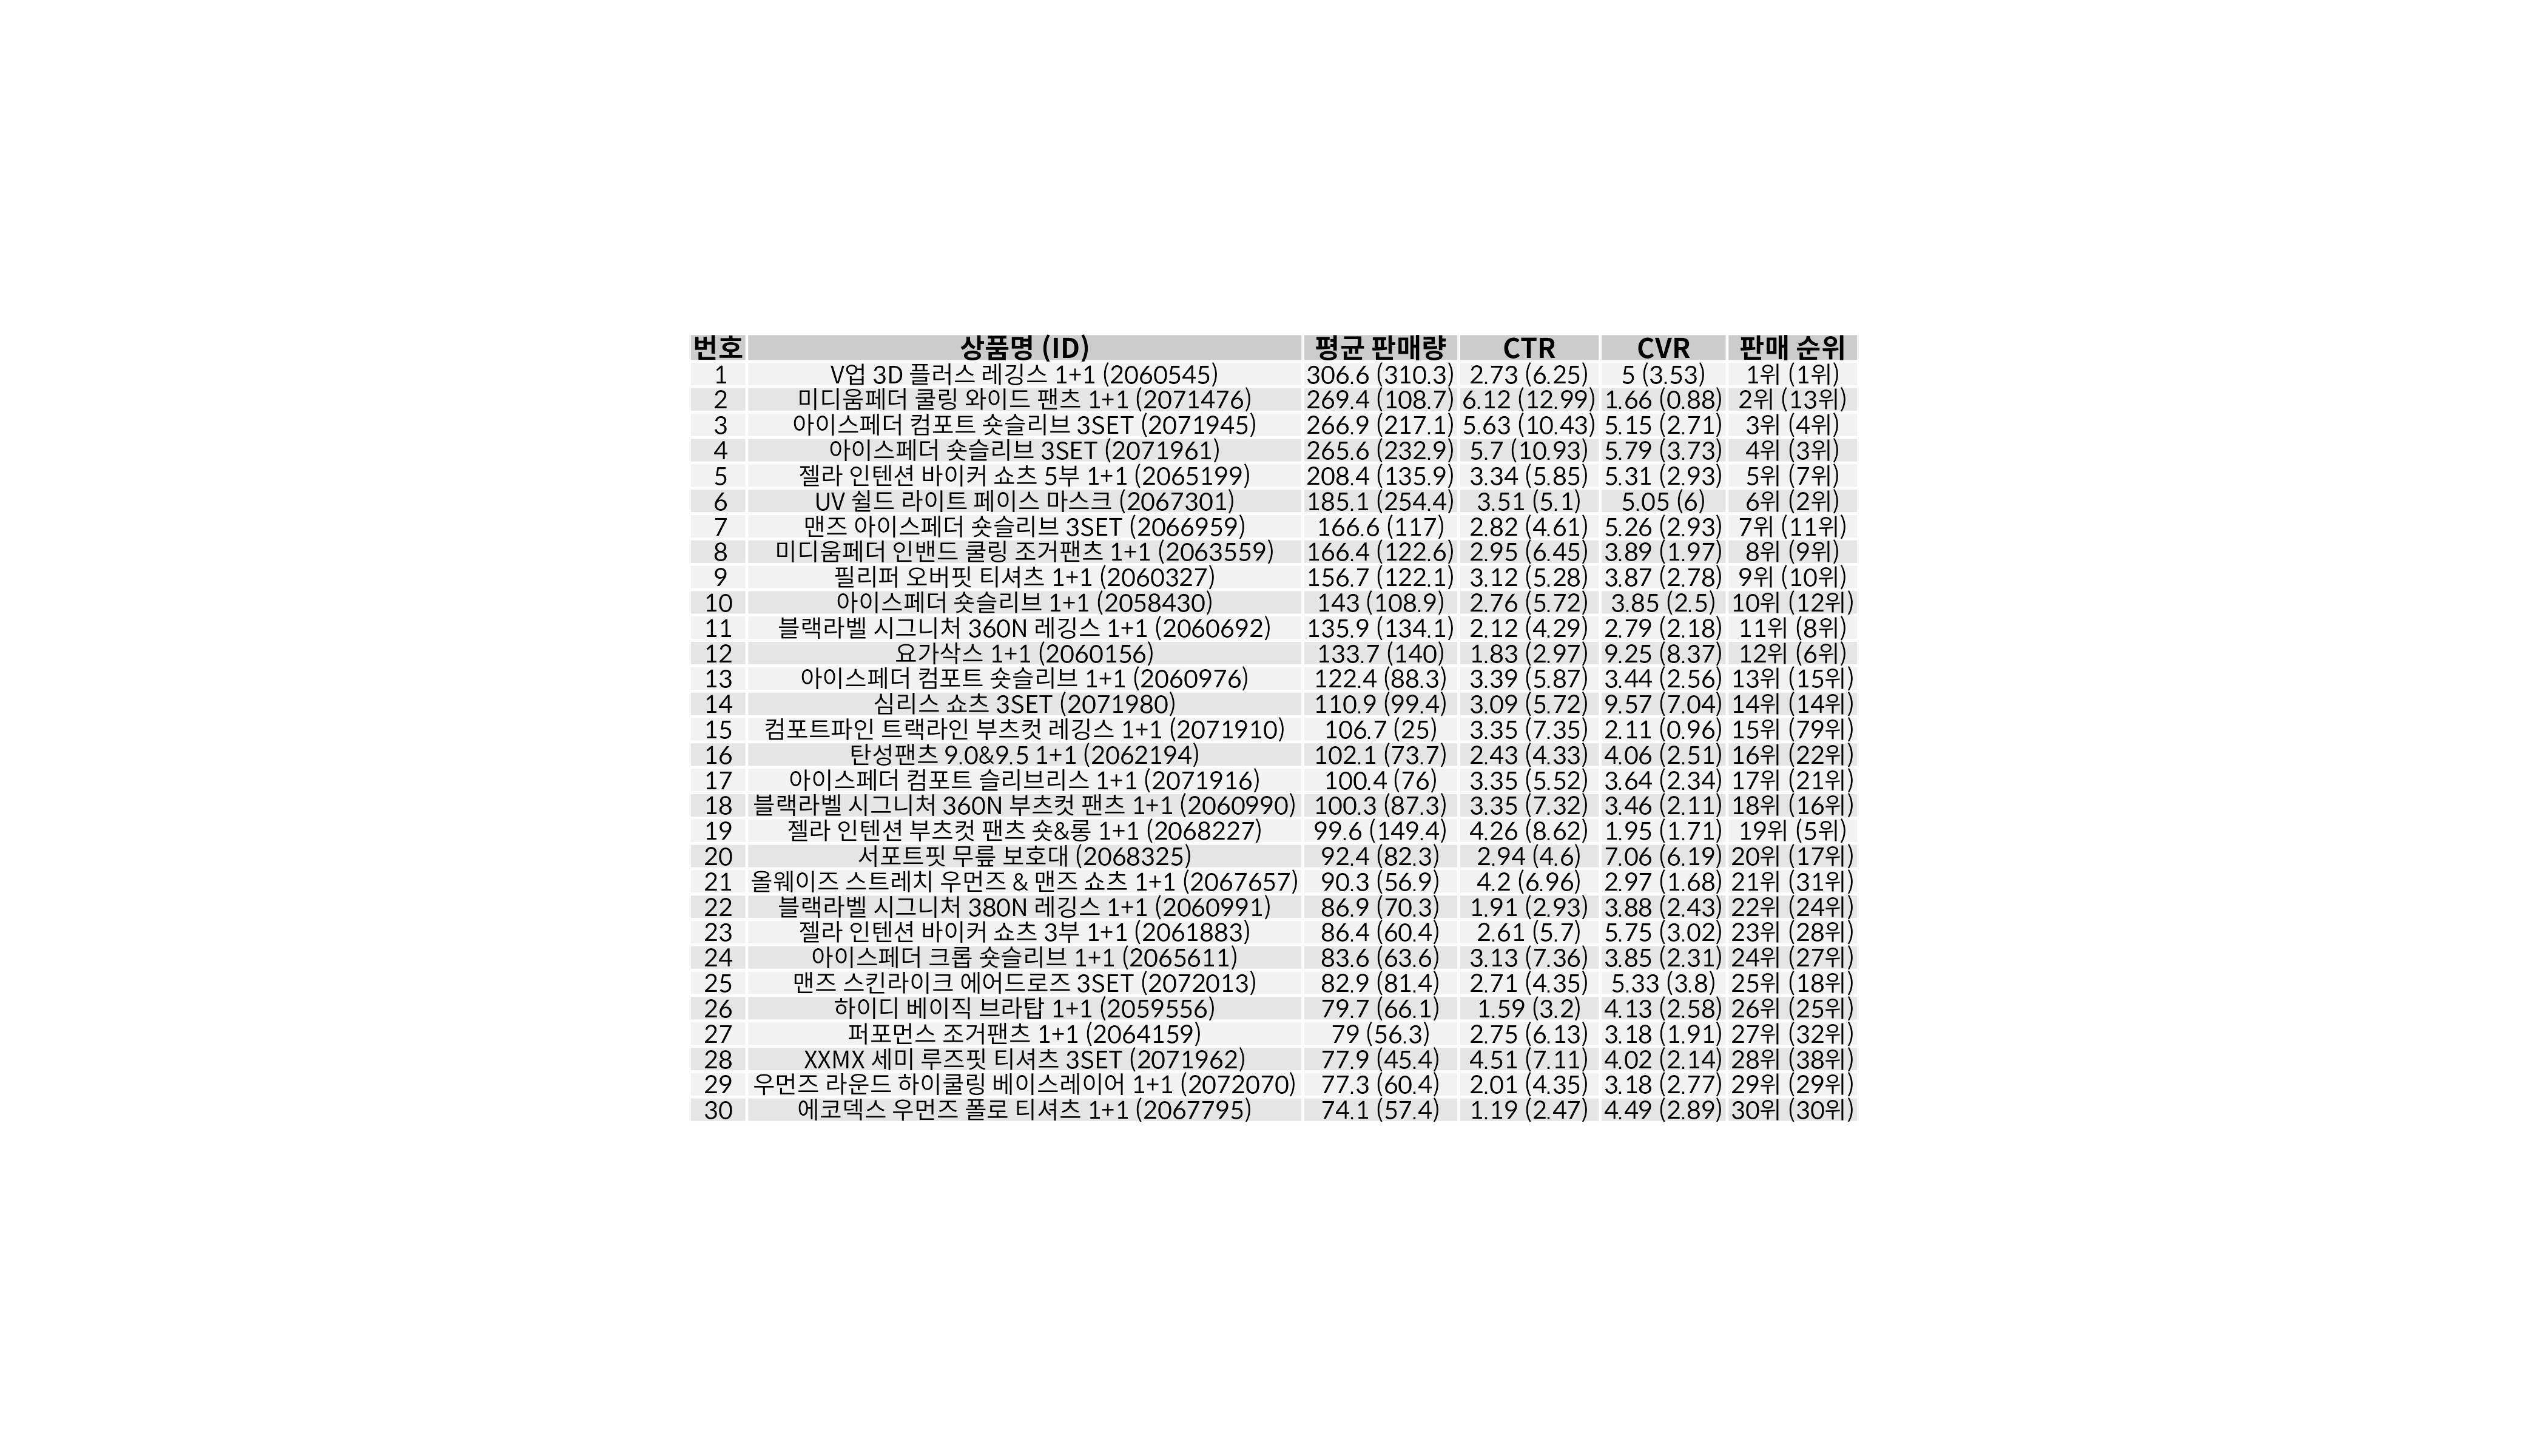 번호 상품명 (ID) 평균 판매량 CTR CVR 판매 순위
1 V업 3D 플러스 레깅스 1+1 (2060545) 306.6 (310.3) 2.73 (6.25) 5 (3.53) 1위 (1위)
2 미디움페더 쿨링 와이드 팬츠 1+1 (2071476) 269.4 (108.7) 6.12 (12.99) 1.66 (0.88) 2위 (13위)
3 아이스페더 컴포트 숏슬리브 3SET (2071945) 266.9 (217.1) 5.63 (10.43) 5.15 (2.71) 3위 (4위)
4 아이스페더 숏슬리브 3SET (2071961) 265.6 (232.9) 5.7 (10.93) 5.79 (3.73) 4위 (3위)
5 젤라 인텐션 바이커 쇼츠 5부 1+1 (2065199) 208.4 (135.9) 3.34 (5.85) 5.31 (2.93) 5위 (7위)
6 UV 쉴드 라이트 페이스 마스크 (2067301) 185.1 (254.4) 3.51 (5.1) 5.05 (6) 6위 (2위)
7 맨즈 아이스페더 숏슬리브 3SET (2066959) 166.6 (117) 2.82 (4.61) 5.26 (2.93) 7위 (11위)
8 미디움페더 인밴드 쿨링 조거팬츠 1+1 (2063559) 166.4 (122.6) 2.95 (6.45) 3.89 (1.97) 8위 (9위)
9 필리퍼 오버핏 티셔츠 1+1 (2060327) 156.7 (122.1) 3.12 (5.28) 3.87 (2.78) 9위 (10위)
10 아이스페더 숏슬리브 1+1 (2058430) 143 (108.9) 2.76 (5.72) 3.85 (2.5) 10위 (12위)
11 블랙라벨 시그니처 360N 레깅스 1+1 (2060692) 135.9 (134.1) 2.12 (4.29) 2.79 (2.18) 11위 (8위)
12 요가삭스 1+1 (2060156) 133.7 (140) 1.83 (2.97) 9.25 (8.37) 12위 (6위)
13 아이스페더 컴포트 숏슬리브 1+1 (2060976) 122.4 (88.3) 3.39 (5.87) 3.44 (2.56) 13위 (15위)
14 심리스 쇼츠 3SET (2071980) 110.9 (99.4) 3.09 (5.72) 9.57 (7.04) 14위 (14위)
15 컴포트파인 트랙라인 부츠컷 레깅스 1+1 (2071910) 106.7 (25) 3.35 (7.35) 2.11 (0.96) 15위 (79위)
16 탄성팬츠 9.0&9.5 1+1 (2062194) 102.1 (73.7) 2.43 (4.33) 4.06 (2.51) 16위 (22위)
17 아이스페더 컴포트 슬리브리스 1+1 (2071916) 100.4 (76) 3.35 (5.52) 3.64 (2.34) 17위 (21위)
18 블랙라벨 시그니처 360N 부츠컷 팬츠 1+1 (2060990) 100.3 (87.3) 3.35 (7.32) 3.46 (2.11) 18위 (16위)
19 젤라 인텐션 부츠컷 팬츠 숏&롱 1+1 (2068227) 99.6 (149.4) 4.26 (8.62) 1.95 (1.71) 19위 (5위)
20 서포트핏 무릎 보호대 (2068325) 92.4 (82.3) 2.94 (4.6) 7.06 (6.19) 20위 (17위)
21 올웨이즈 스트레치 우먼즈 & 맨즈 쇼츠 1+1 (2067657) 90.3 (56.9) 4.2 (6.96) 2.97 (1.68) 21위 (31위)
22 블랙라벨 시그니처 380N 레깅스 1+1 (2060991) 86.9 (70.3) 1.91 (2.93) 3.88 (2.43) 22위 (24위)
23 젤라 인텐션 바이커 쇼츠 3부 1+1 (2061883) 86.4 (60.4) 2.61 (5.7) 5.75 (3.02) 23위 (28위)
24 아이스페더 크롭 숏슬리브 1+1 (2065611) 83.6 (63.6) 3.13 (7.36) 3.85 (2.31) 24위 (27위)
25 맨즈 스킨라이크 에어드로즈 3SET (2072013) 82.9 (81.4) 2.71 (4.35) 5.33 (3.8) 25위 (18위)
26 하이디 베이직 브라탑 1+1 (2059556) 79.7 (66.1) 1.59 (3.2) 4.13 (2.58) 26위 (25위)
27 퍼포먼스 조거팬츠 1+1 (2064159) 79 (56.3) 2.75 (6.13) 3.18 (1.91) 27위 (32위)
28 XXMX 세미 루즈핏 티셔츠 3SET (2071962) 77.9 (45.4) 4.51 (7.11) 4.02 (2.14) 28위 (38위)
29 우먼즈 라운드 하이쿨링 베이스레이어 1+1 (2072070) 77.3 (60.4) 2.01 (4.35) 3.18 (2.77) 29위 (29위)
30 에코덱스 우먼즈 폴로 티셔츠 1+1 (2067795) 74.1 (57.4) 1.19 (2.47) 4.49 (2.89) 30위 (30위)